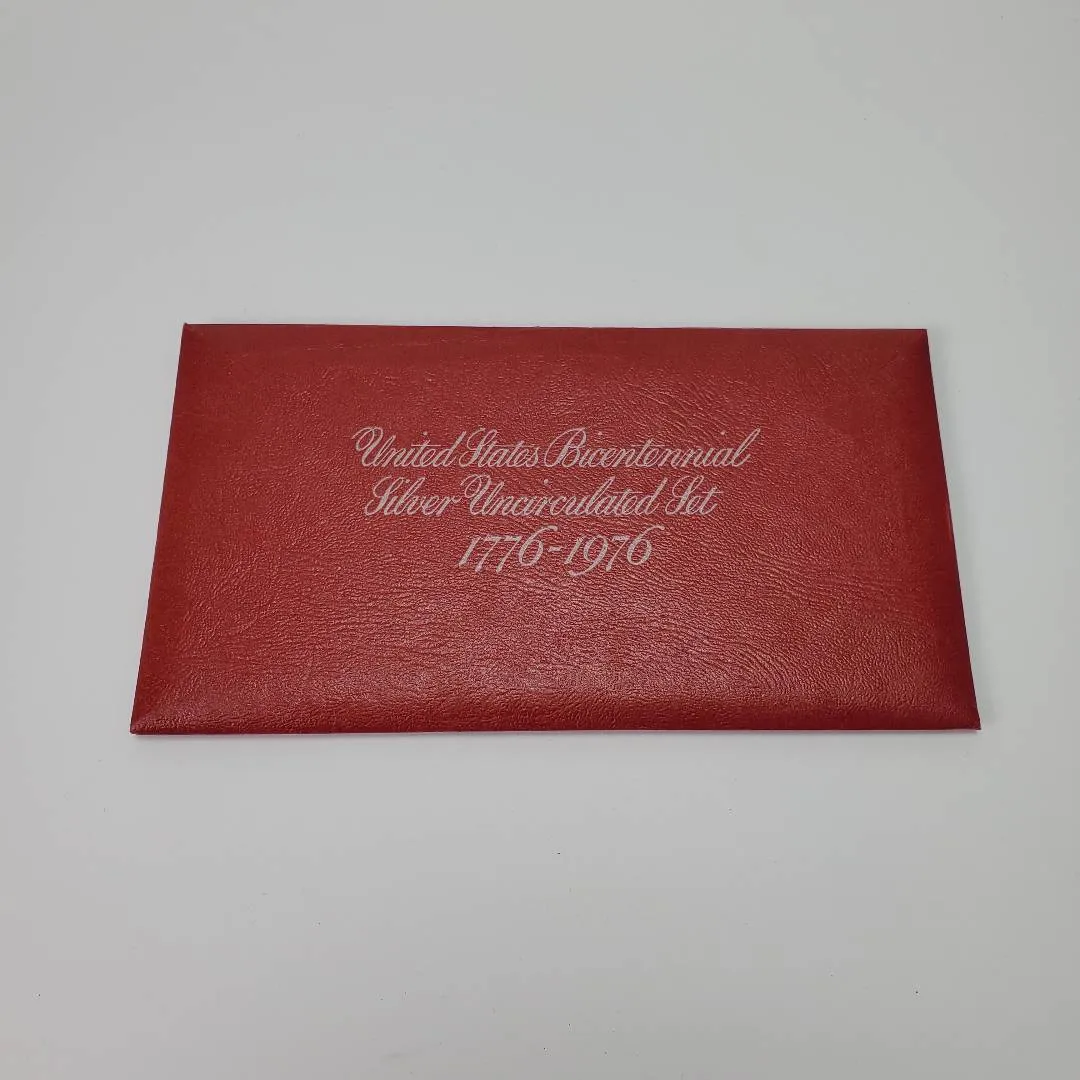 United States Bicentennial
Silver Uncirculated Set
1776-1976